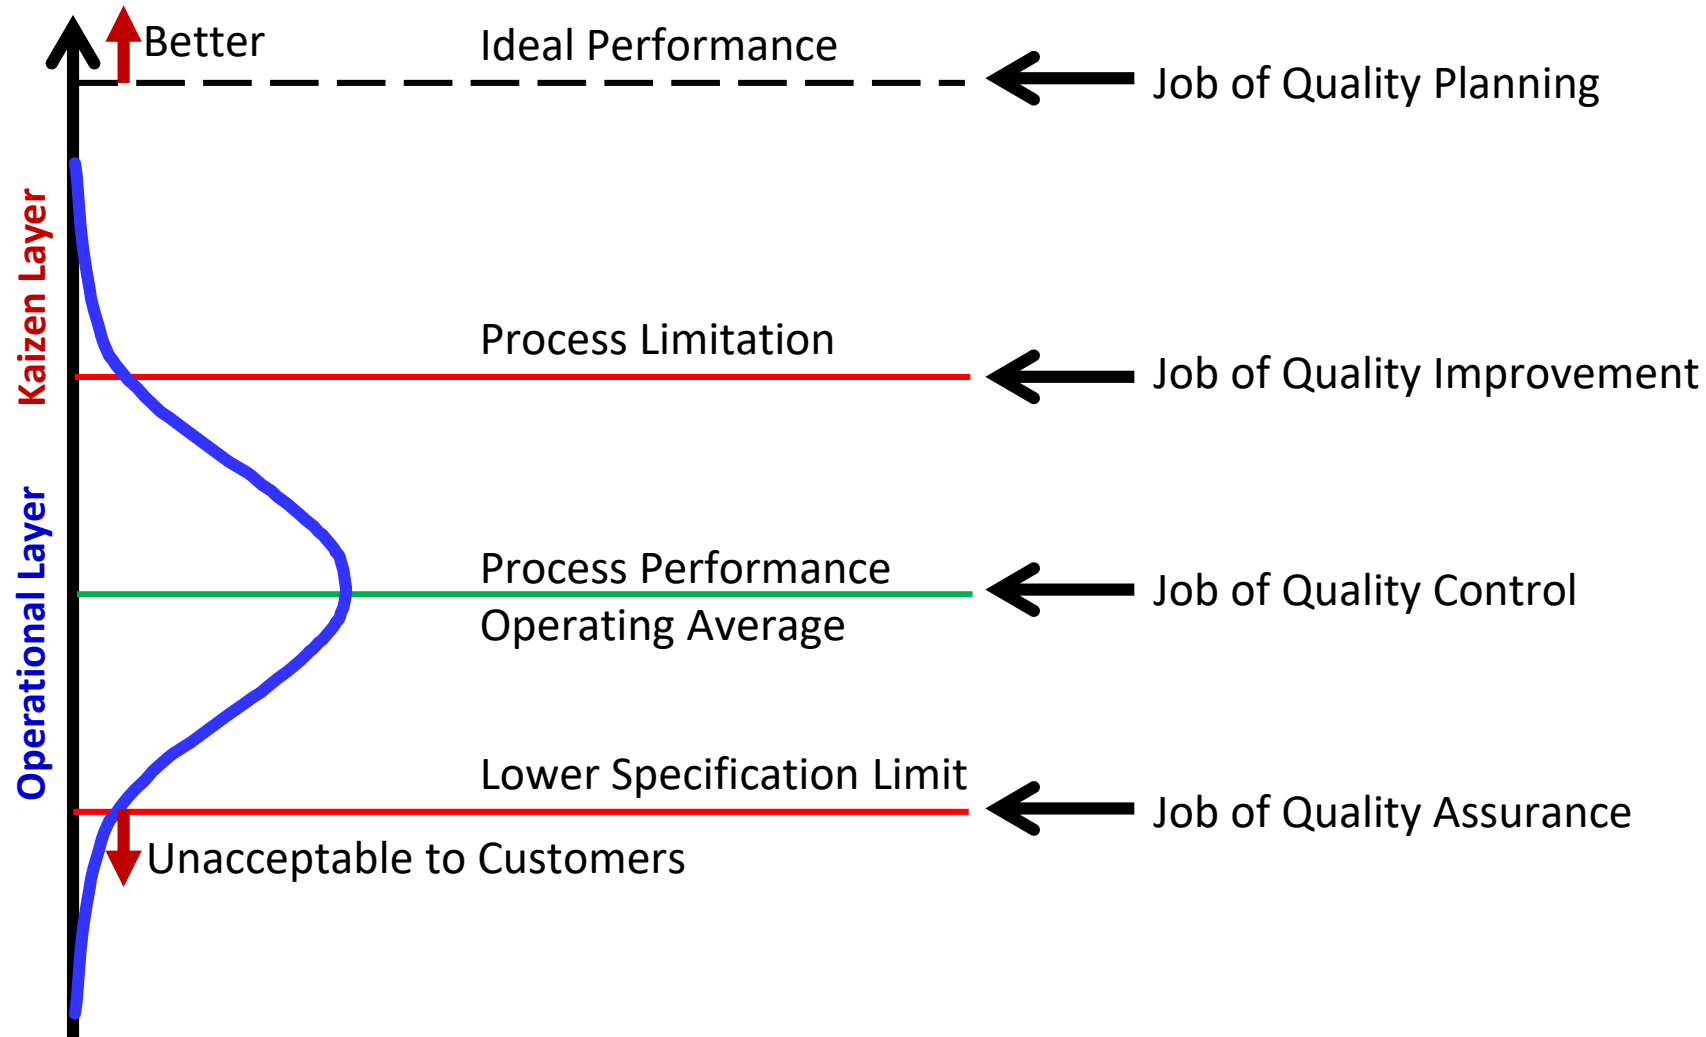 Better
Ideal Performance
Job of Quality Planning
Kaizen Layer
Process Limitation
Job of Quality Improvement
Operational Layer
Process Performance
Operating Average
Job of Quality Control
Lower Specification Limit
Job of Quality Assurance
Unacceptable to Customers